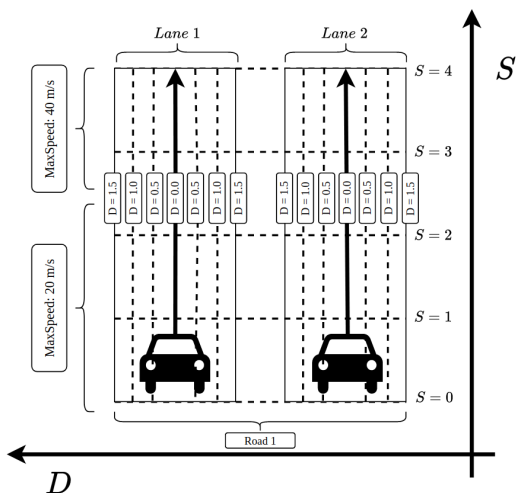 Lane 1
Lane 2
S
S = 4
MaxSpeed: 40 m/s
S = 3
D = 1.5
D = 1.0
D = 0.5
D = 0.0
D = 0.5
D = 1.0
D = 1.5
D = 1.5
D = 1.0
D = 0.5
D = 0.0
D = 0.5
D = 1.0
D = 1.5
S = 2
MaxSpeed: 20 m/s
S = 1
S = 0
Road 1
D